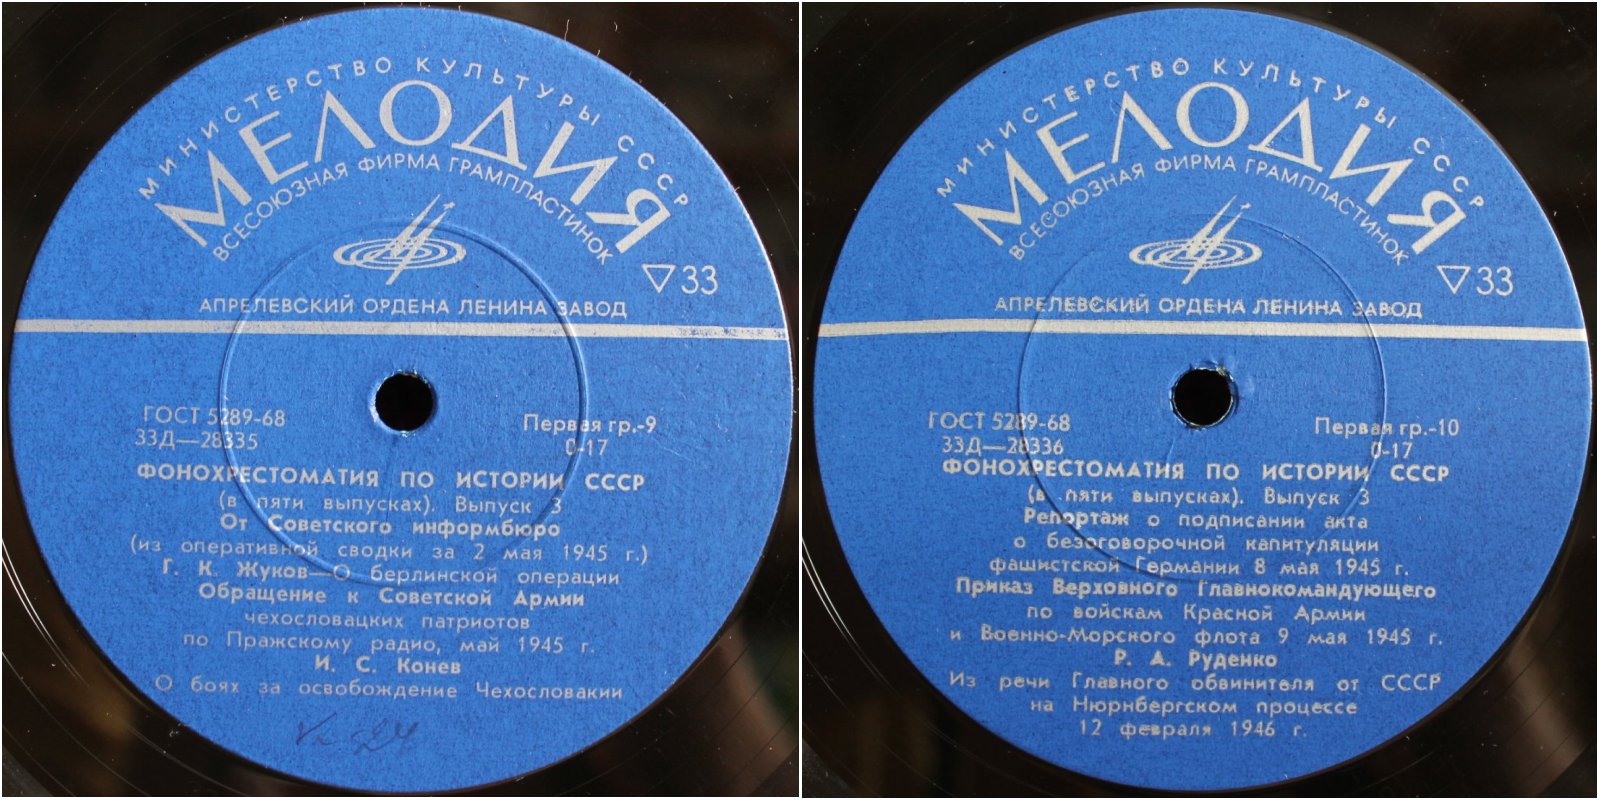 МИНИСТЕРСТВО КУЛЬТУРЫ СССР
МЕЛОДИЯ
ВСЕСОЮЗНАЯ ФИРМА ГРАМПЛАСТИНОК
33
АПРЕЛЕВСКИЙ ОРДЕНА ЛЕНИНА ЗАВОД
ГОСТ 5289-68
Первая гр.-9
33Д—28335
0-17
ФОНОХРЕСТОМАТИЯ ПО ИСТОРИИ СССР
(в пяти выпусках). Выпуск 3
От Советского информбюро
(из оперативной сводки за 2 мая 1945 г.)
Г. К. Жуков—О берлинской операции
Обращение к Советской Армии
чехословацких патриотов
по Пражскому радио, май 1945 г.
И. С. Конев
О боях за освобождение Чехословакии
МИНИСТЕРСТВО КУЛЬТУРЫ СССР
МЕЛОДИЯ
ВСЕСОЮЗНАЯ ФИРМА ГРАМПЛАСТИНОК
33
АПРЕЛЕВСКИЙ ОРДЕНА ЛЕНИНА ЗАВОД
ГОСТ 5289-68
Первая гр.-10
33Д—28336
0-17
ФОНОХРЕСТОМАТИЯ ПО ИСТОРИИ СССР
(в пяти выпусках). Выпуск 3
Репортаж о подписании акта
о безоговорочной капитуляции
фашистской Германии 8 мая 1945 г.
Приказ Верховного Главнокомандующего
по войскам Красной Армии
и Военно-Морского флота 9 мая 1945 г.
Р. А. Руденко
Из речи Главного обвинителя от СССР
на Нюрнбергском процессе
12 февраля 1946 г.